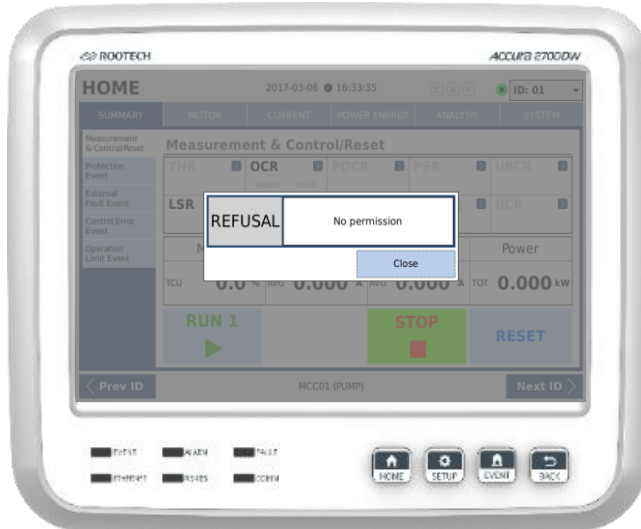 ROOTECH
ACCURA 2700DW
HOME
2017-03-06 16:33:35
E A F
ID: 01
SUMMARY MOTOR CURRENT POWER ENERGY ANALYSIS SYSTEM
Measurement
& Control/Reset
Protection
Event
External
Fault Event
Control Error
Event
Operation
Limit Event
Measurement & Control/Reset
THR OCR POCR PSR UBCR
LSR UCR
REFUSAL
No permission
Close
Power
TCU 0.0 % AVG 0.000 A AVG 0.000 A TOT 0.000 kW
RUN 1
STOP
RESET
Prev ID
MCC01 (PUMP)
Next ID
EVENT ALARM FAULT
ETHERNET COMM
HOME SETUP EVENT BACK